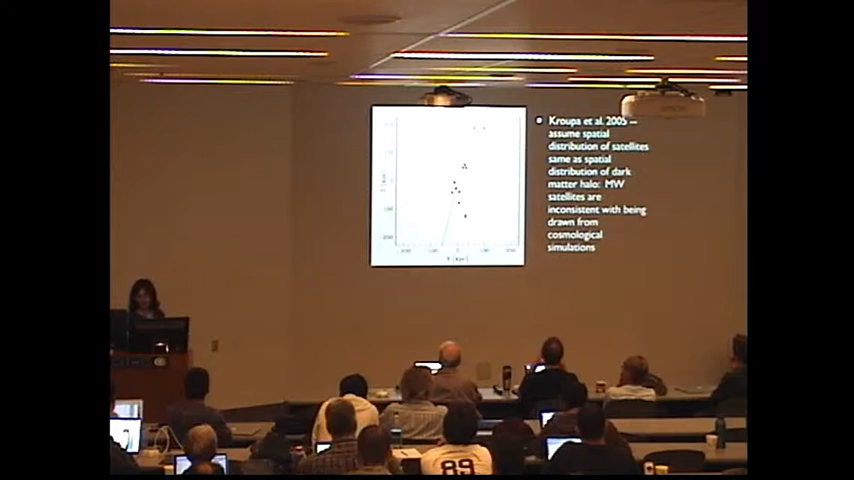 Kroupa et al. 2005 –
assume spatial
distribution of satellites
same as spatial
distribution of dark
matter halo: MW
satellites are
inconsistent with being
drawn from
cosmological
simulations
89